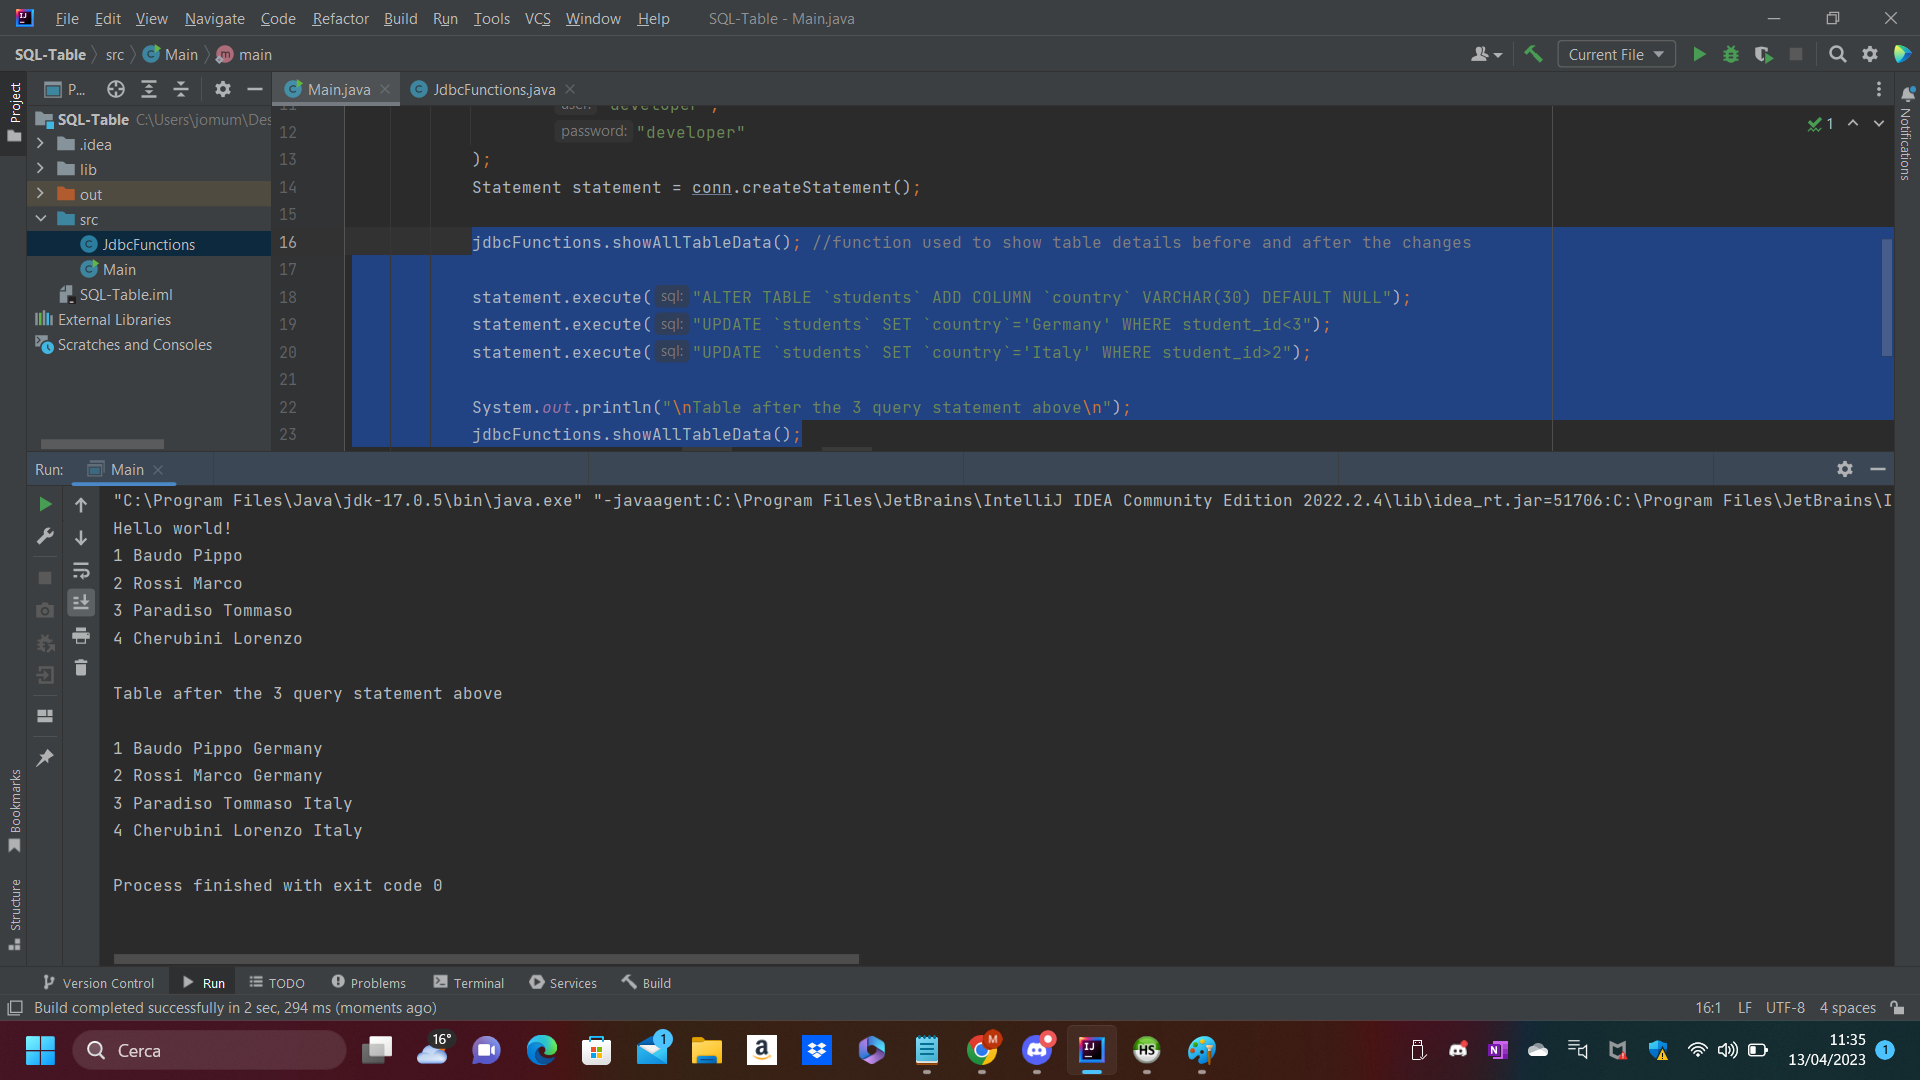 File Edit View Navigate Code Refactor Build Run Tools VCS Window Help SQL-Table - Main.java
SQL-Table src Main main
Current File
Project
P...
Main.java
JdbcFunctions.java
Notifications
SQL-Table C:\Users\jomum\Des
.idea
lib
out
src
JdbcFunctions
Main
SQL-Table.iml
External Libraries
Scratches and Consoles
1
11 user: "developer",
12 password: "developer"
13 );
14 Statement statement = conn.createStatement();
15
16 jdbcFunctions.showAllTableData(); //function used to show table details before and after the changes
17
18 statement.execute( sql: "ALTER TABLE `students` ADD COLUMN `country` VARCHAR(30) DEFAULT NULL");
19 statement.execute( sql: "UPDATE `students` SET `country`='Germany' WHERE student_id<3");
20 statement.execute( sql: "UPDATE `students` SET `country`='Italy' WHERE student_id>2");
21
22 System.out.println("\nTable after the 3 query statement above\n");
23 jdbcFunctions.showAllTableData();
Run: Main
"C:\Program Files\Java\jdk-17.0.5\bin\java.exe" "-javaagent:C:\Program Files\JetBrains\IntelliJ IDEA Community Edition 2022.2.4\lib\idea_rt.jar=51706:C:\Program Files\JetBrains\I
Hello world!
1 Baudo Pippo
2 Rossi Marco
3 Paradiso Tommaso
4 Cherubini Lorenzo
Table after the 3 query statement above
1 Baudo Pippo Germany
2 Rossi Marco Germany
3 Paradiso Tommaso Italy
4 Cherubini Lorenzo Italy
Process finished with exit code 0
Bookmarks
Structure
Version Control Run TODO Problems Terminal Services Build
Build completed successfully in 2 sec, 294 ms (moments ago)
16:1 LF UTF-8 4 spaces
Cerca
16°
1
a
M
IJ
HS
N
11:35
13/04/2023
1